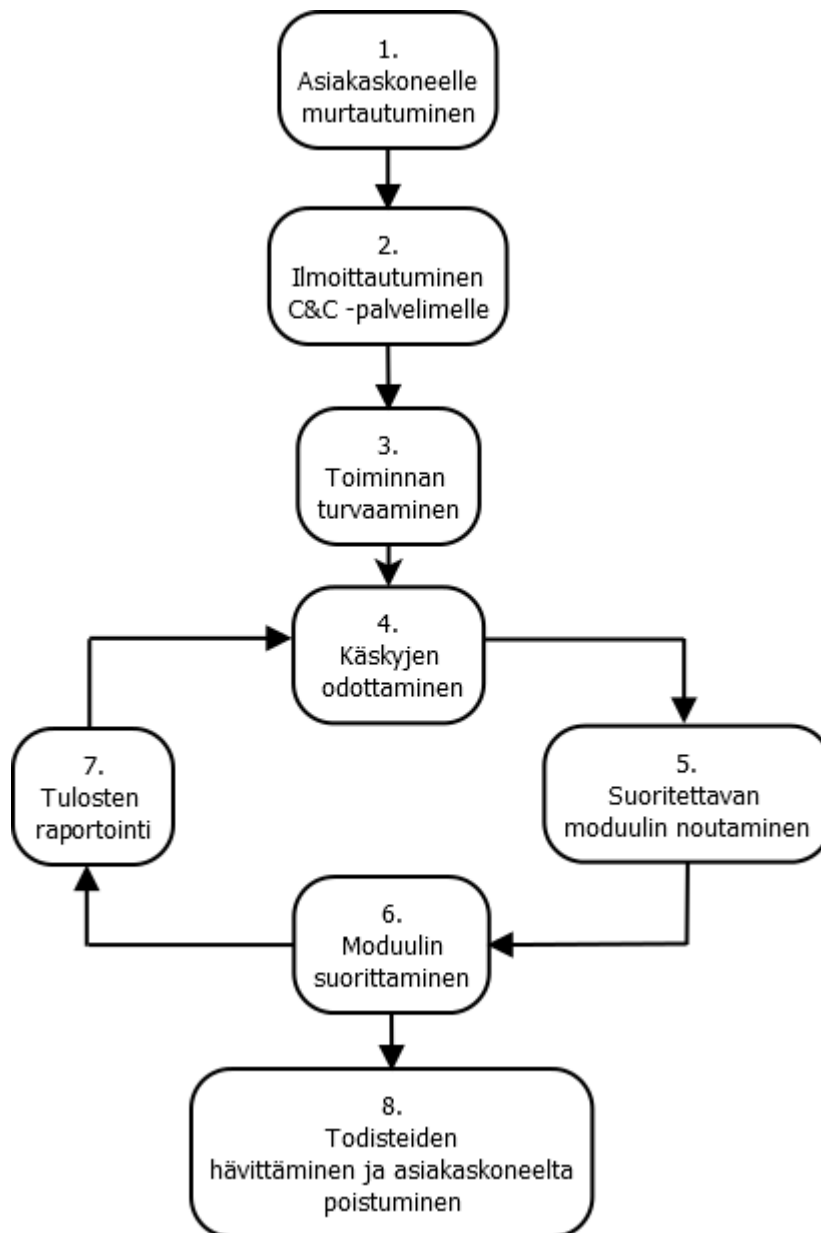 1.
Asiakaskoneelle
murtautuminen
2.
Ilmoittautuminen
C&C -palvelimelle
3.
Toiminnan
turvaaminen
4.
Käskyjen
odottaminen
5.
Suoritettavan
moduulin noutaminen
6.
Moduulin
suorittaminen
7.
Tulosten
raportointi
8.
Todisteiden
hävittäminen ja asiakaskoneelta
poistuminen